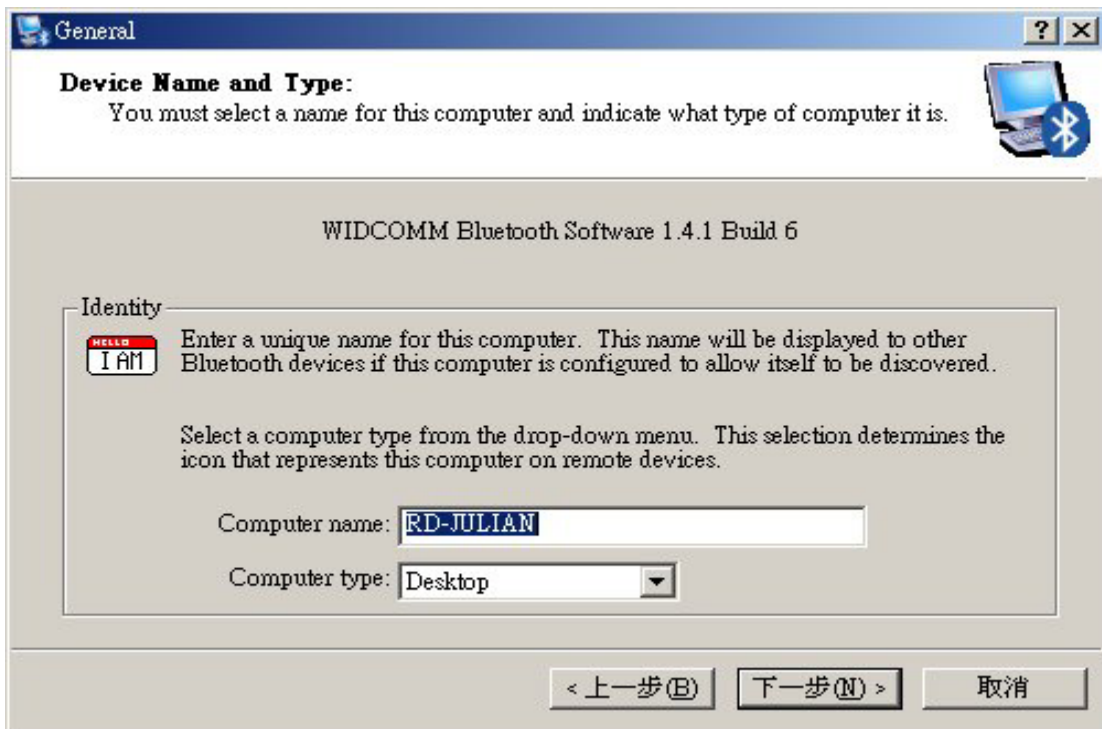 General
Device Name and Type:
You must select a name for this computer and indicate what type of computer it is.
WIDCOMM Bluetooth Software 1.4.1 Build 6
Identity
HELLO
I AM
Enter a unique name for this computer. This name will be displayed to other
Bluetooth devices if this computer is configured to allow itself to be discovered.
Select a computer type from the drop-down menu. This selection determines the
icon that represents this computer on remote devices.
Computer name: RD-JULIAN
Computer type: Desktop
< 上一步(B) 下一步(N) > 取消